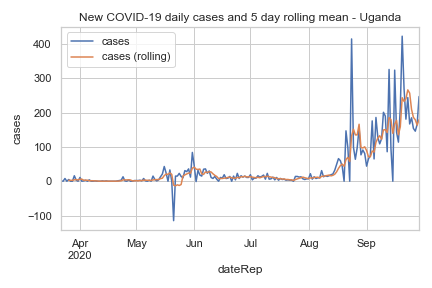 New COVID-19 daily cases and 5 day rolling mean - Uganda
cases
cases (rolling)
400
300
200
100
0
−100
cases
Apr
2020
May
Jun
Jul
Aug
Sep
dateRep